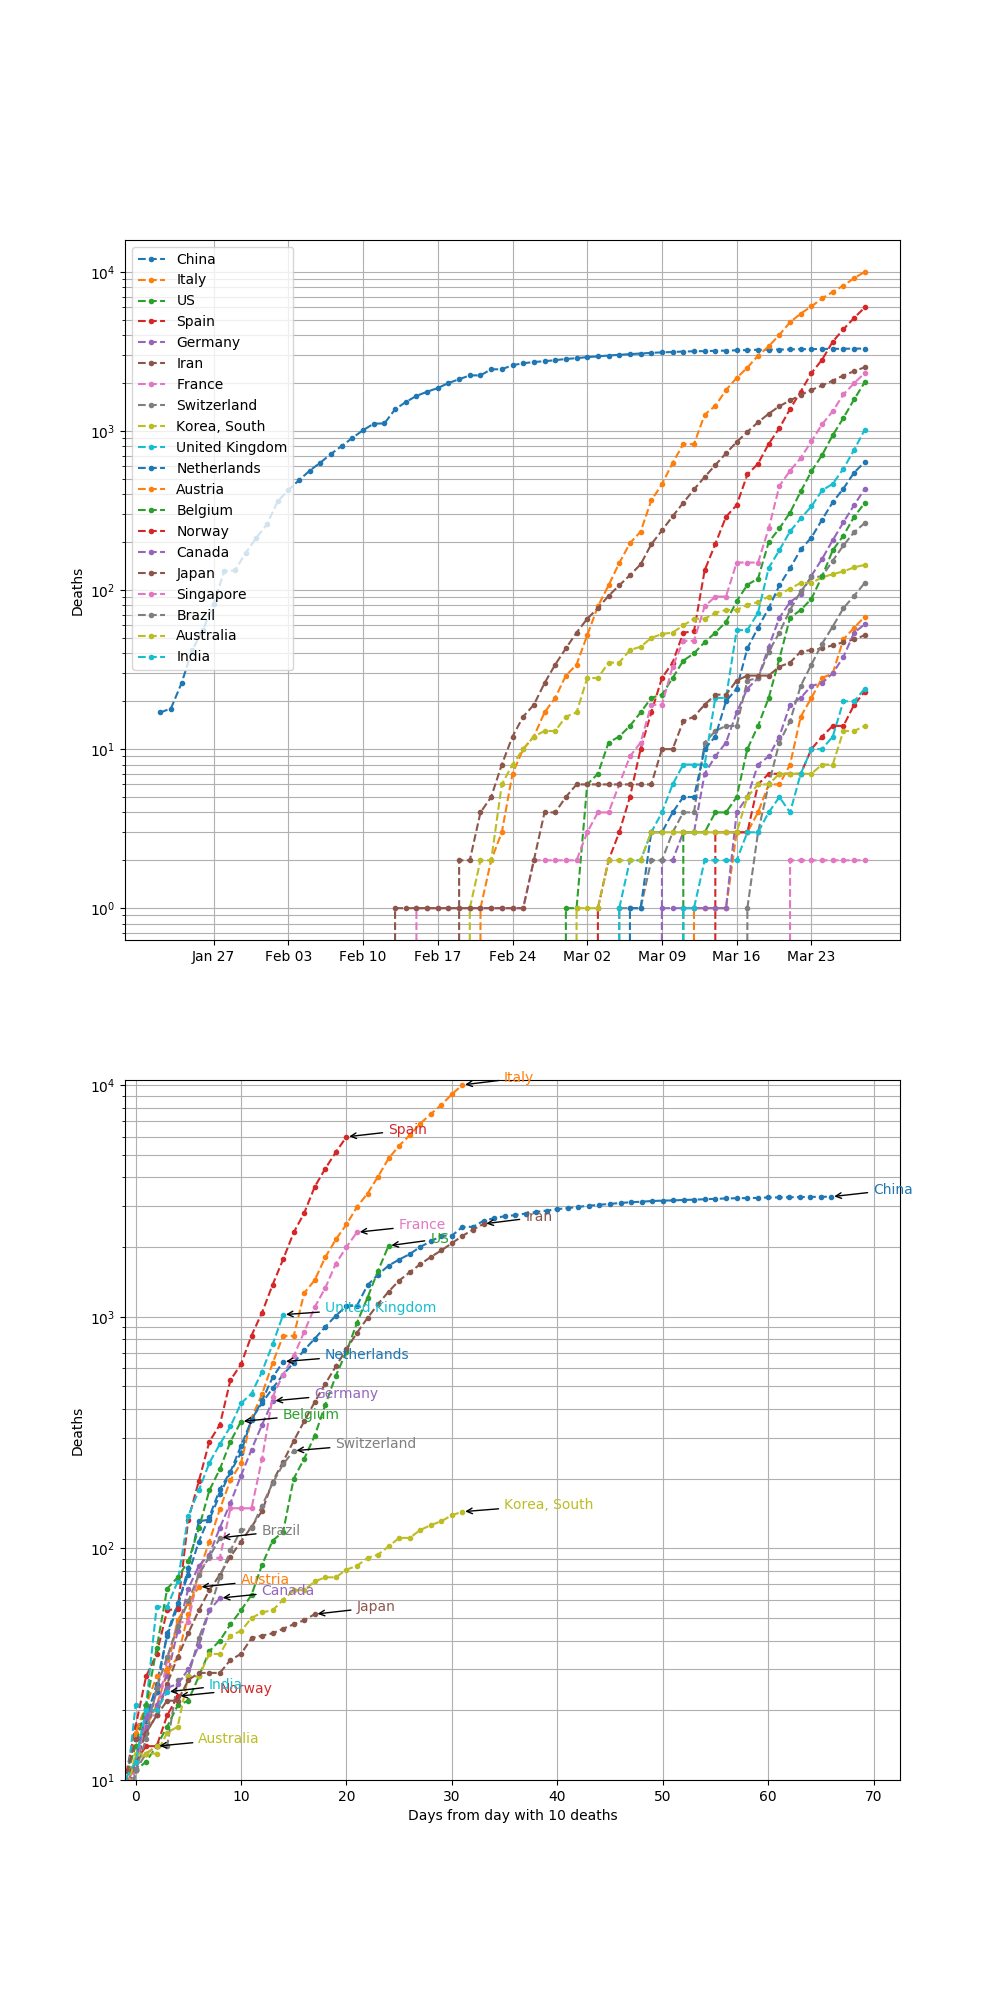 China
Italy
US
Spain
Germany
Iran
France
Switzerland
Korea, South
United Kingdom
Netherlands
Austria
Belgium
Norway
Canada
Japan
Singapore
Brazil
Australia
India
10⁴
10³
10²
10¹
10⁰
Deaths
Jan 27 Feb 03 Feb 10 Feb 17 Feb 24 Mar 02 Mar 09 Mar 16 Mar 23
Italy
Spain
China
Iran
France
US
United Kingdom
Netherlands
Germany
Belgium
Switzerland
Korea, South
Brazil
Austria
Canada
Japan
India
Norway
Australia
10⁴
10³
10²
10¹
Deaths
0 10 20 30 40 50 60 70
Days from day with 10 deaths